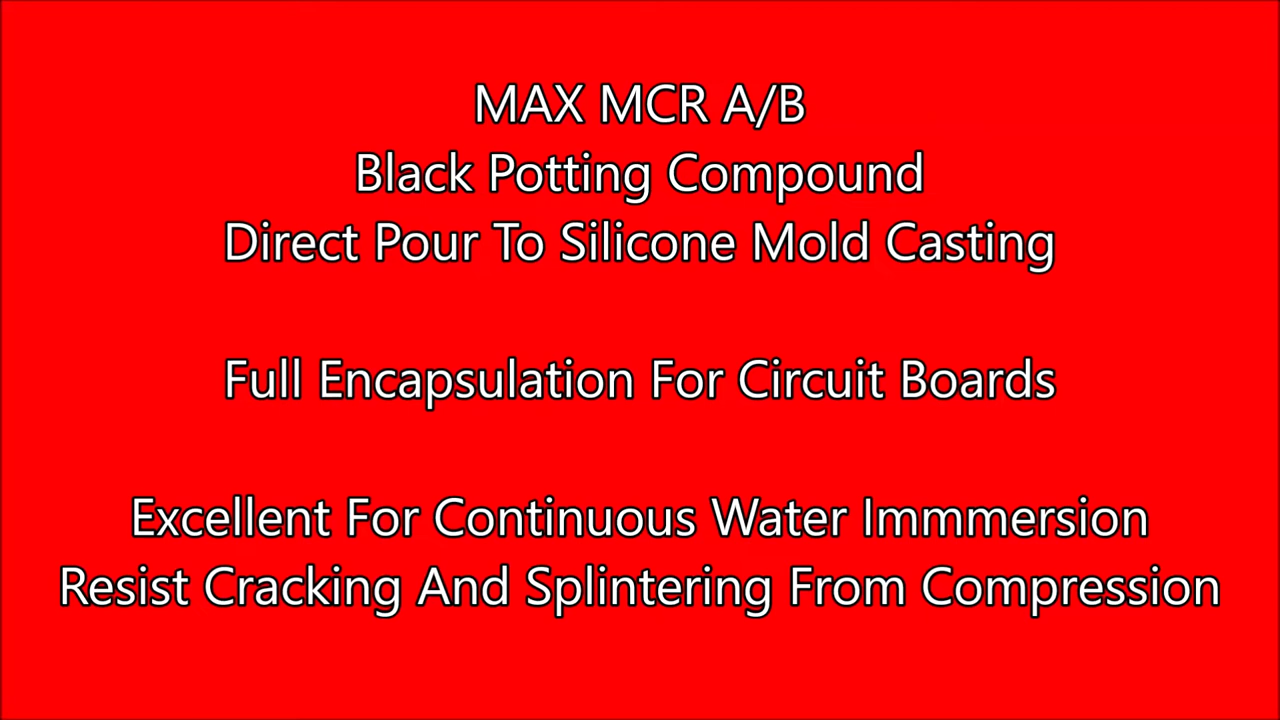 MAX MCR A/B
Black Potting Compound
Direct Pour To Silicone Mold Casting
Full Encapsulation For Circuit Boards
Excellent For Continuous Water Immmersion
Resist Cracking And Splintering From Compression